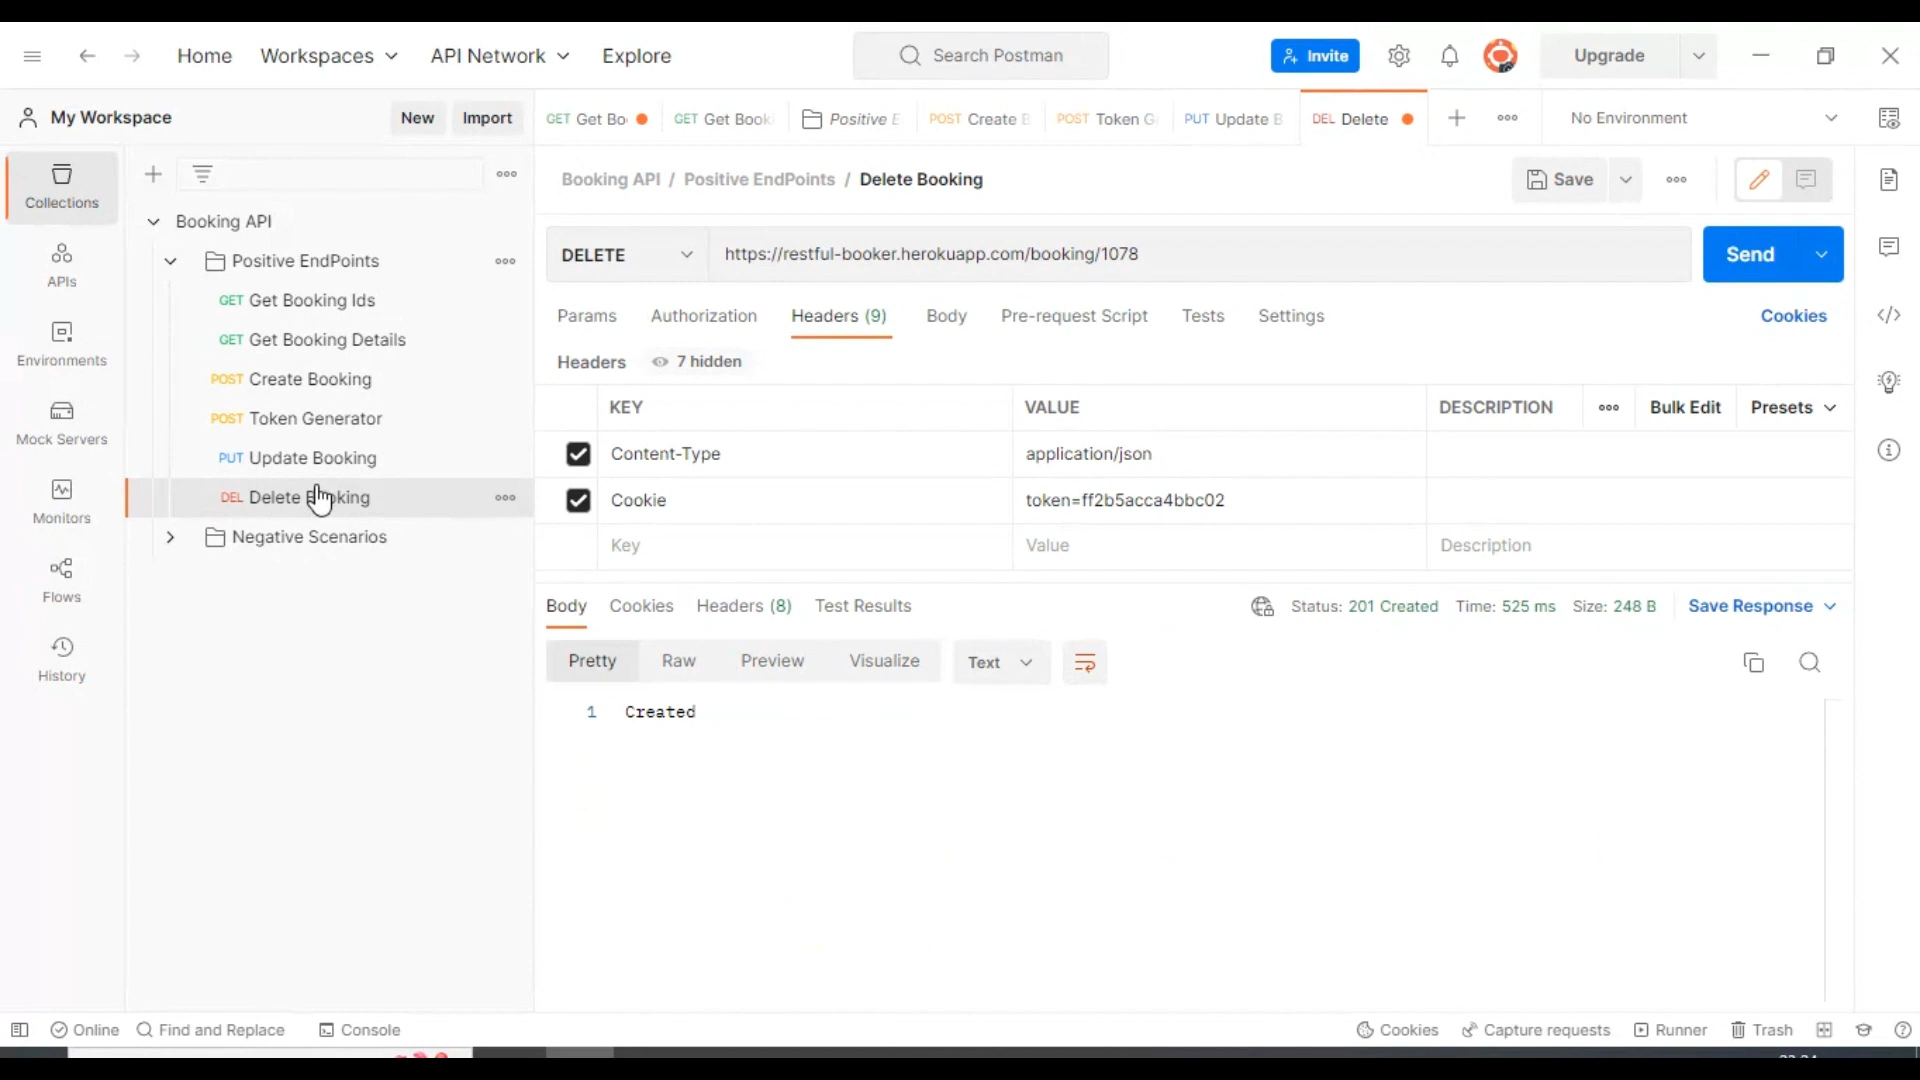 Home Workspaces API Network Explore Search Postman Invite Upgrade
My Workspace New Import GET Get Bo GET Get Book Positive E POST Create B POST Token G PUT Update B DEL Delete No Environment
Collections
APIs
Environments
Mock Servers
Monitors
Flows
History
Booking API
Positive EndPoints
GET Get Booking Ids
GET Get Booking Details
POST Create Booking
POST Token Generator
PUT Update Booking
DEL Delete Booking
Negative Scenarios
Booking API / Positive EndPoints / Delete Booking Save
DELETE https://restful-booker.herokuapp.com/booking/1078 Send
Params Authorization Headers (9) Body Pre-request Script Tests Settings Cookies
Headers 7 hidden
KEY VALUE DESCRIPTION Bulk Edit Presets
Content-Type application/json
Cookie token=ff2b5acca4bbc02
Key Value Description
Body Cookies Headers (8) Test Results Status: 201 Created Time: 525 ms Size: 248 B Save Response
Pretty Raw Preview Visualize Text
1 Created
Online Find and Replace Console Cookies Capture requests Runner Trash